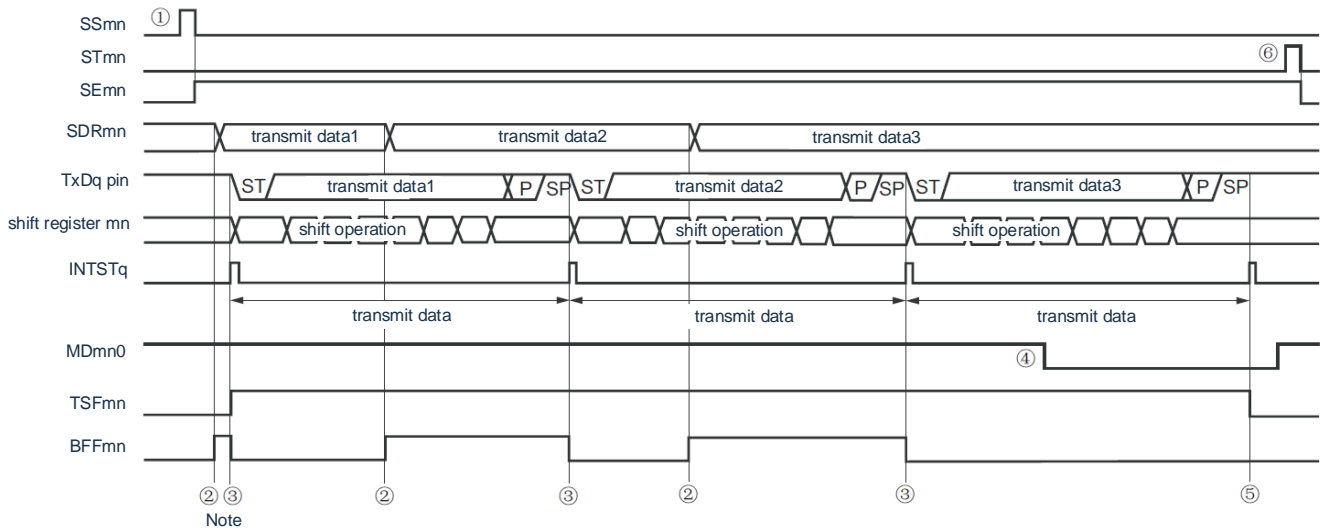 ① SSmn
STmn ⑥
SEmn
SDRmn transmit data1 transmit data2 transmit data3
TxDq pin ST transmit data1 P SP ST transmit data2 P SP ST transmit data3 P SP
shift register mn shift operation shift operation shift operation
INTSTq
transmit data transmit data transmit data
MDmn0 ④
TSFmn
BFFmn
② ③ ② ③ ② ③ ⑤
Note